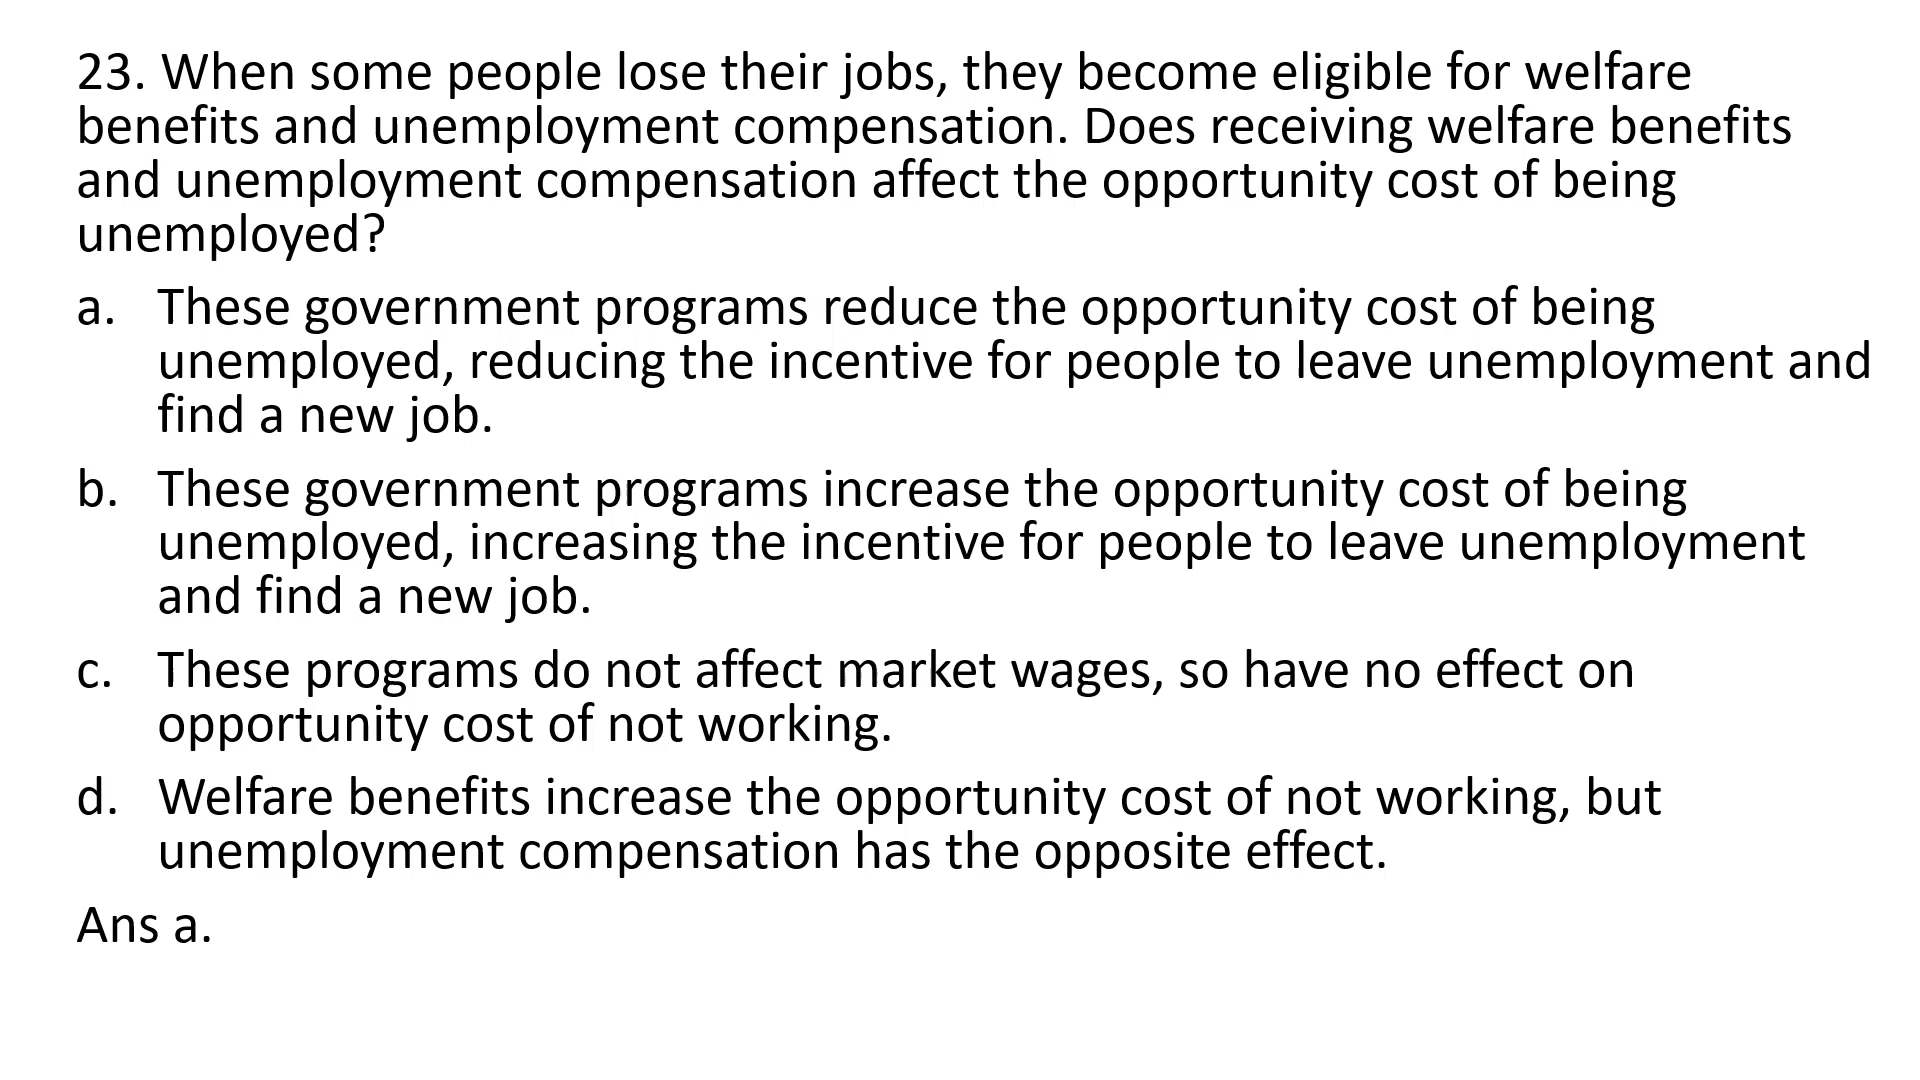 23. When some people lose their jobs, they become eligible for welfare
benefits and unemployment compensation. Does receiving welfare benefits
and unemployment compensation affect the opportunity cost of being
unemployed?
a. These government programs reduce the opportunity cost of being
unemployed, reducing the incentive for people to leave unemployment and
find a new job.
b. These government programs increase the opportunity cost of being
unemployed, increasing the incentive for people to leave unemployment
and find a new job.
c. These programs do not affect market wages, so have no effect on
opportunity cost of not working.
d. Welfare benefits increase the opportunity cost of not working, but
unemployment compensation has the opposite effect.
Ans a.